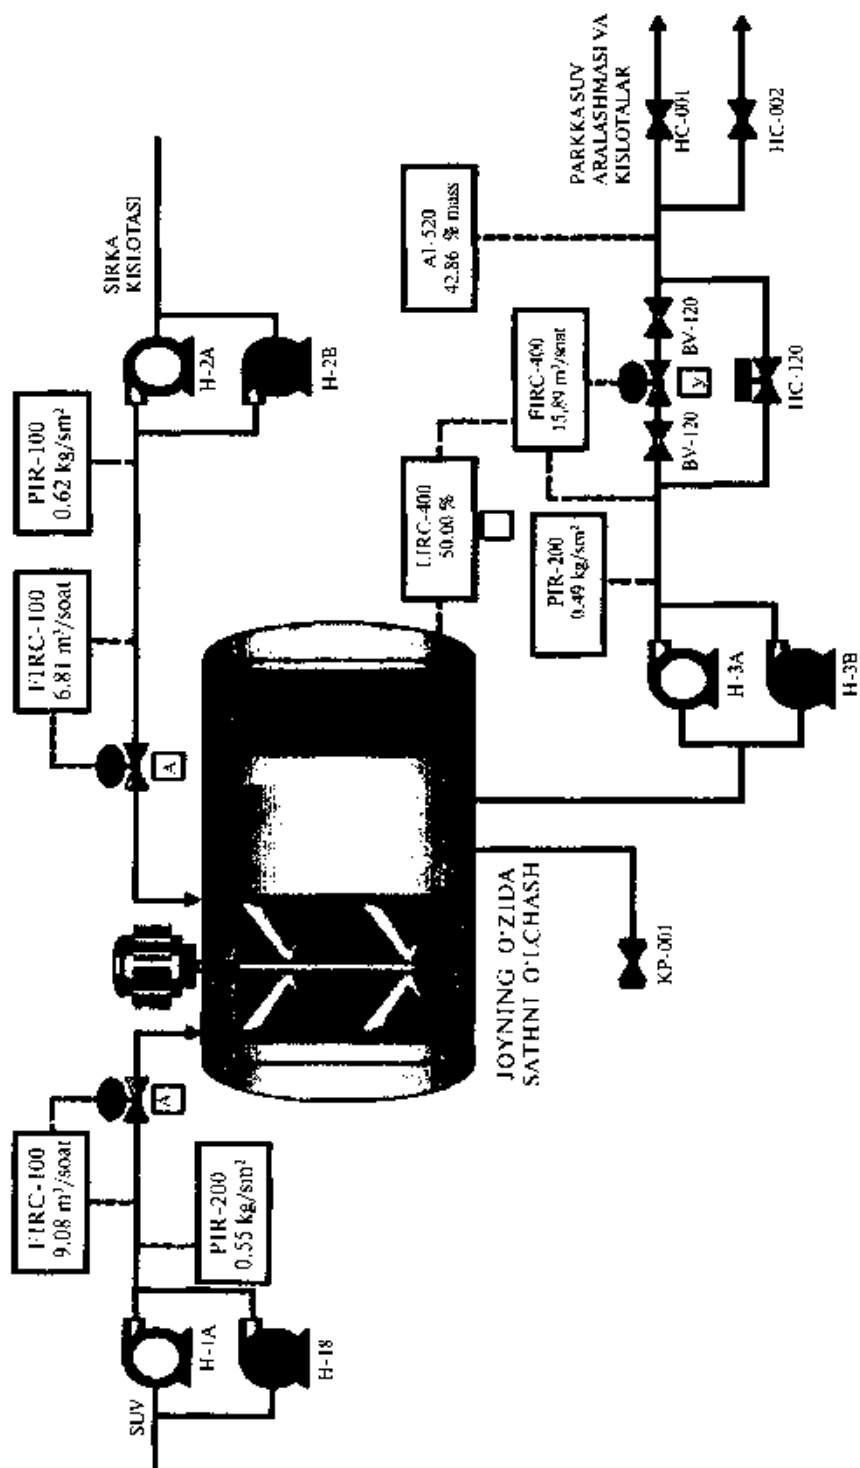 SUV
H-1A
H-18
FIRC-100
9.08 m³/soat
PIR-200
0.55 kg/sm²
A
A
FIRC-100
6.81 m³/soat
PIR-100
0.62 kg/sm²
H-2A
H-2B
SIRKA
KISLOTASI
JOYNING O'ZIDA
SATHNI O'LCHASH
KP-001
LIRC-400
50.00 %
FIRC-400
15,89 m³/soat
AI-520
42.86 % mass
PIR-200
0.49 kg/sm²
H-3A
H-3B
BV-120
y
BV-120
HC-120
PARKKA SUV
ARALASHMASI VA
KISLOTALAR
HC-001
HC-002